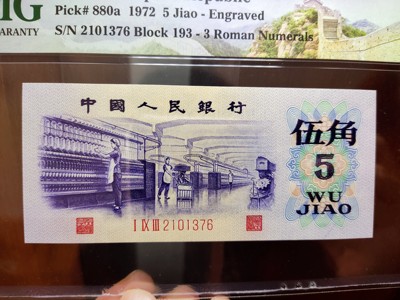 MG
Pick# 880a 1972 5 Jiao - Engraved
ARANTY S/N 2101376 Block 193 - 3 Roman Numerals
中國人民銀行
伍角
5
WU
JIAO
I IX III 2101376